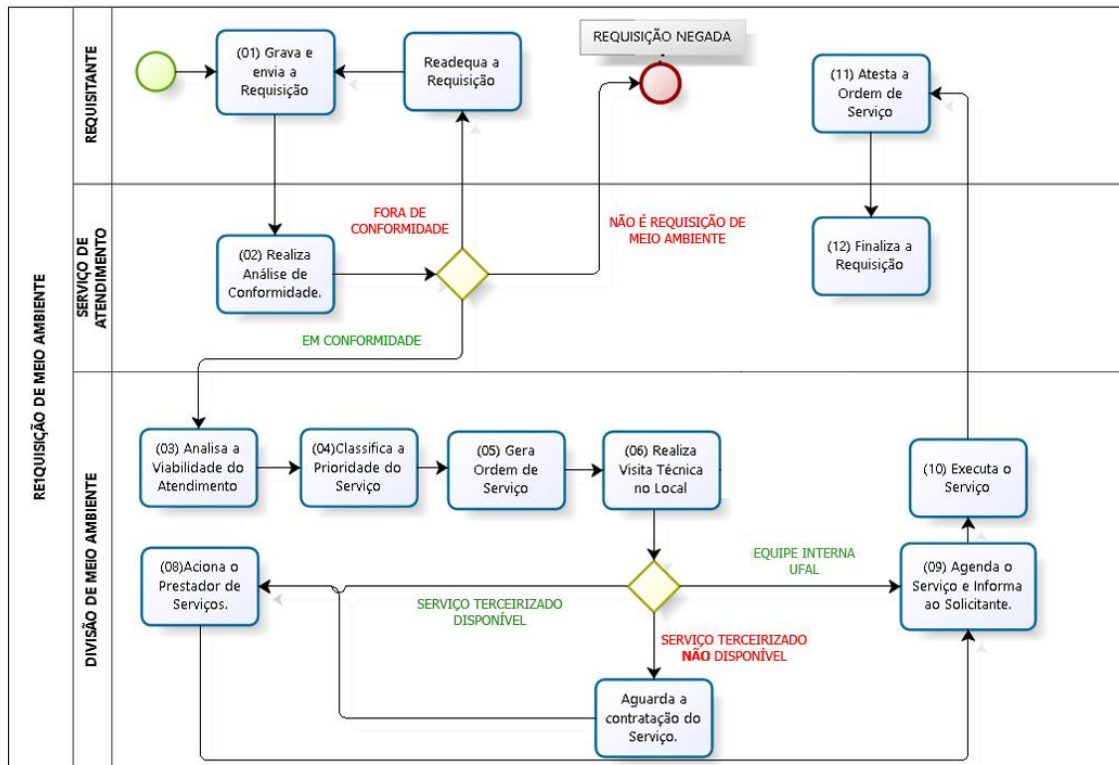 RE1QUISIÇÃO DE MEIO AMBIENTE
REQUISITANTE
(01) Grava e
envia a
Requisição
Readequa a
Requisição
REQUISIÇÃO NEGADA
(11) Atesta a
Ordem de
Serviço
SERVIÇO DE
ATENDIMENTO
(02) Realiza
Análise de
Conformidade.
FORA DE
CONFORMIDADE
NÃO É REQUISIÇÃO DE
MEIO AMBIENTE
(12) Finaliza a
Requisição
EM CONFORMIDADE
DIVISÃO DE MEIO AMBIENTE
(03) Analisa a
Viabilidade do
Atendimento
(04)Classifica a
Prioridade do
Serviço
(05) Gera
Ordem de
Serviço
(06) Realiza
Visita Técnica
no Local
(10) Executa o
Serviço
(08)Aciona o
Prestador de
Serviços.
SERVIÇO TERCEIRIZADO
DISPONÍVEL
EQUIPE INTERNA
UFAL
(09) Agenda o
Serviço e Informa
ao Solicitante.
SERVIÇO TERCEIRIZADO
NÃO DISPONÍVEL
Aguarda a
contratação do
Serviço.